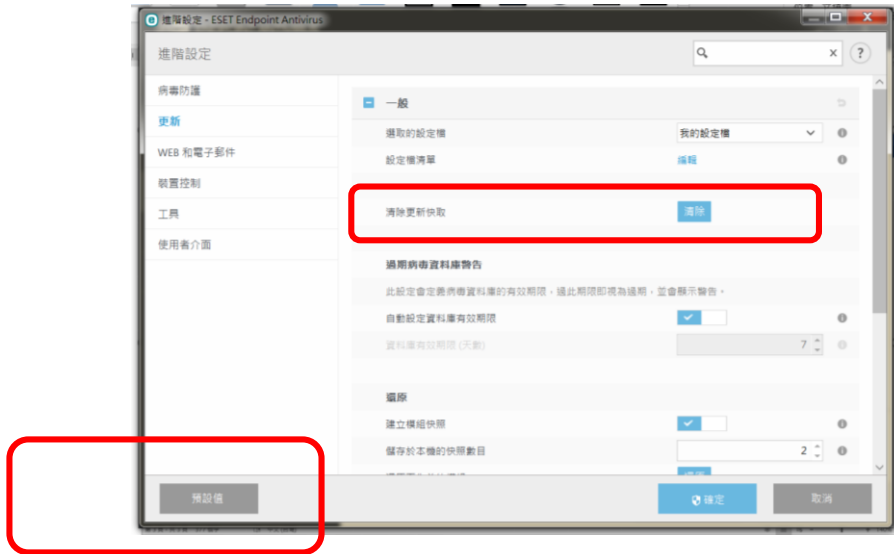 進階設定 - ESET Endpoint Antivirus
進階設定
x ?
病毒防護
更新
WEB 和電子郵件
裝置控制
工具
使用者介面
一般
選取的設定檔 我的設定檔
設定檔清單 編輯
清除更新快取 清除
過期病毒資料庫警告
此設定會定義病毒資料庫的有效期限，過此期限即視為過期，並會顯示警告。
自動設定資料庫有效期限
資料庫有效期限 (天數) 7
還原
建立模組快照
儲存於本機的快照數目 2
預設值 確定 取消